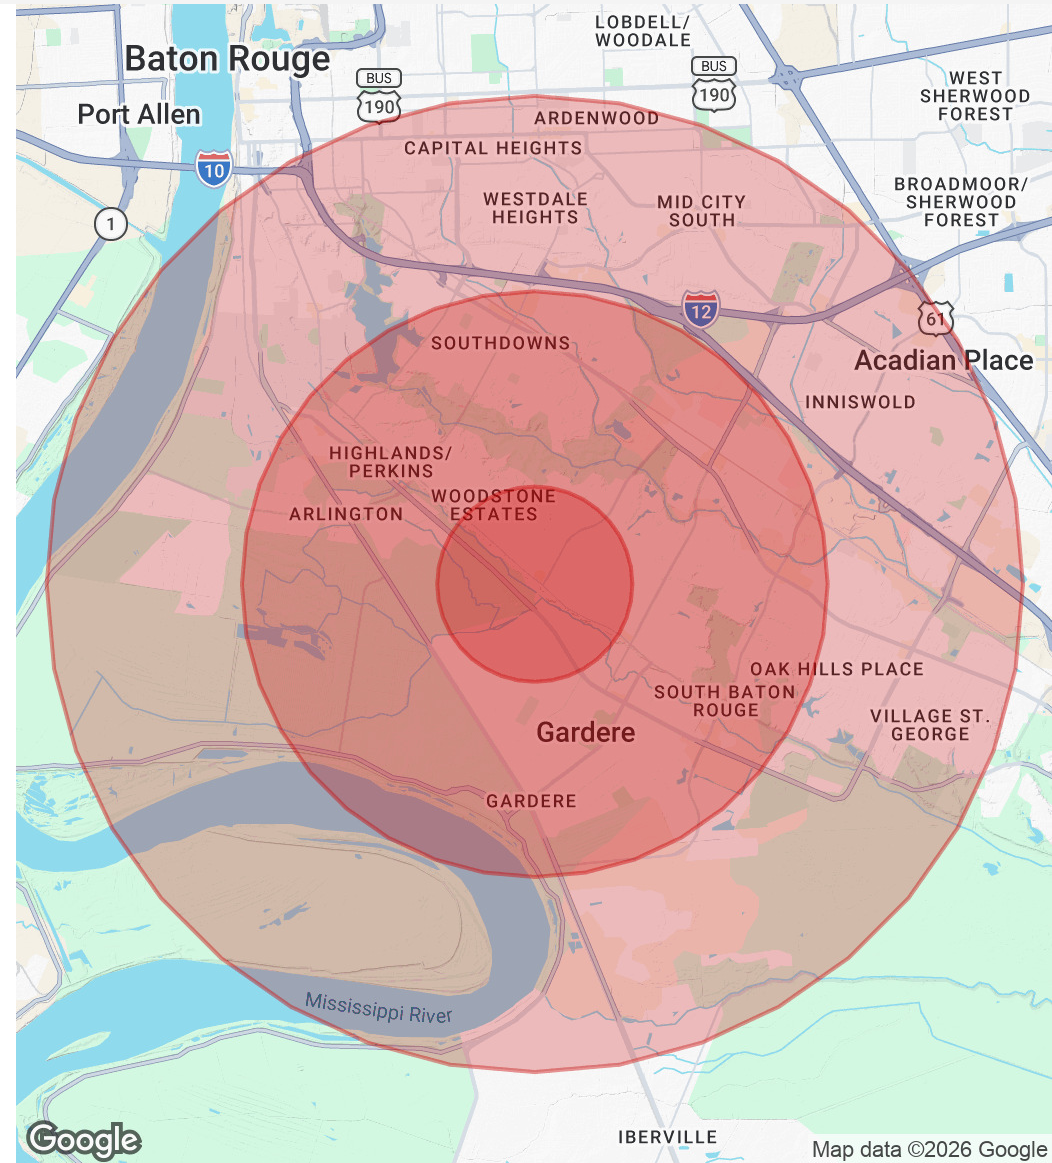 LOBDELL/
WOODALE
Baton Rouge
BUS
190
BUS
190
WEST
SHERWOOD
FOREST
Port Allen
ARDENWOOD
CAPITAL HEIGHTS
10
BROADMOOR/
SHERWOOD
FOREST
WESTDALE
HEIGHTS
MID CITY
SOUTH
1
12
61
SOUTHDOWNS
Acadian Place
INNISWOLD
HIGHLANDS/
PERKINS
WOODSTONE
ESTATES
ARLINGTON
OAK HILLS PLACE
SOUTH BATON
ROUGE
VILLAGE ST.
GEORGE
Gardere
GARDERE
Mississippi River
IBERVILLE
Google
Map data ©2026 Google